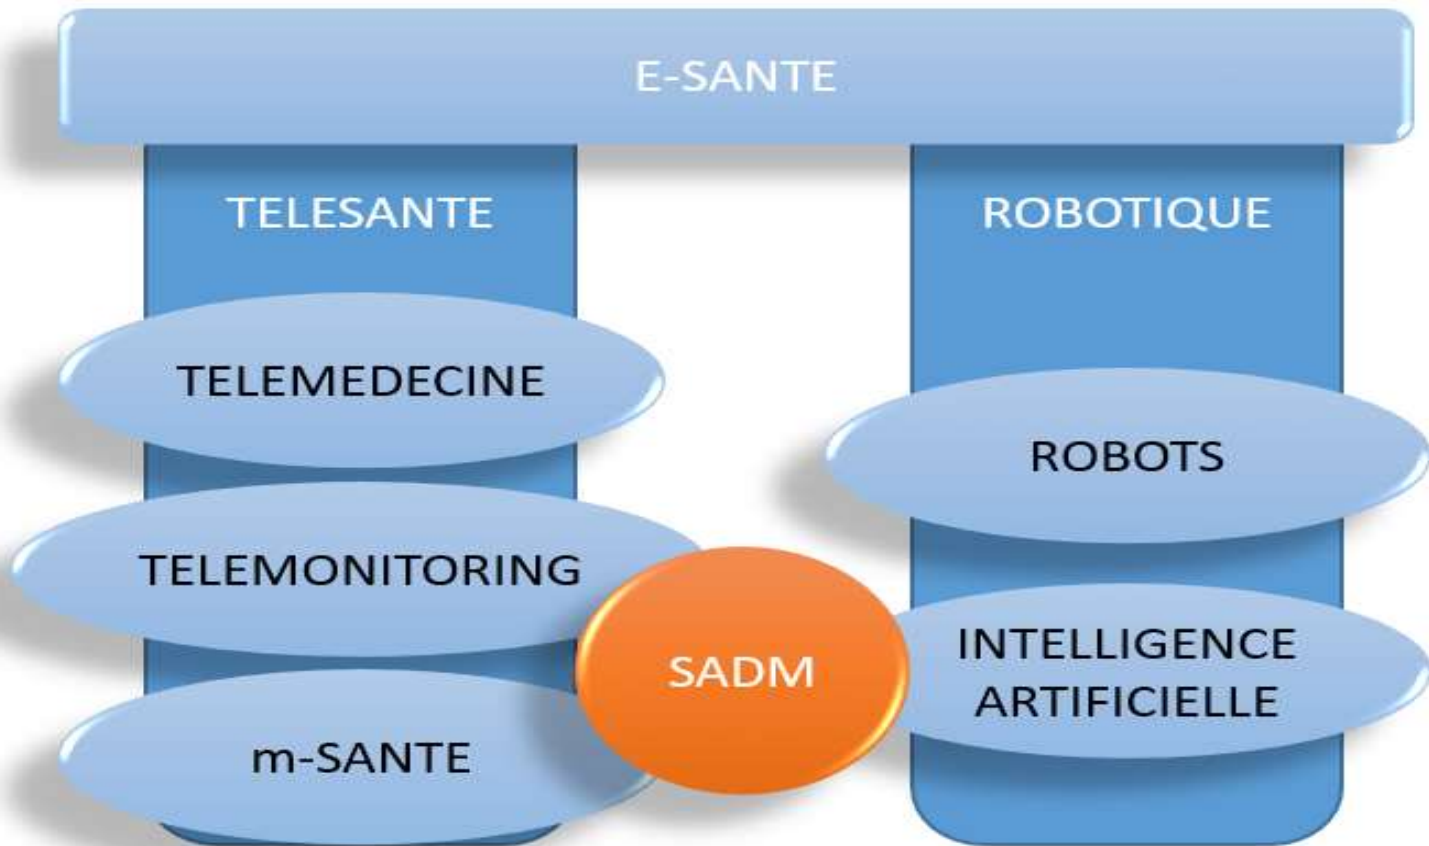 E-SANTE
TELESANTE
TELEMEDECINE
TELEMONITORING
m-SANTE
SADM
ROBOTIQUE
ROBOTS
INTELLIGENCE
ARTIFICIELLE